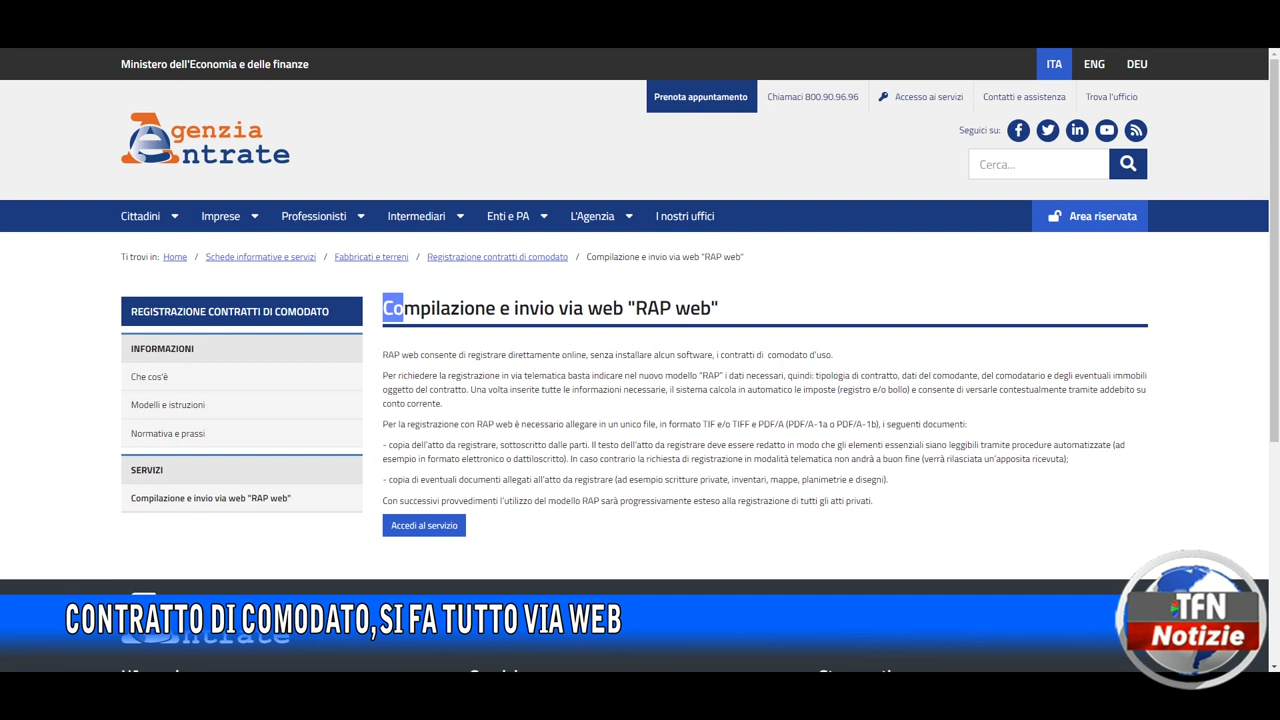 Ministero dell'Economia e delle finanze
ITA ENG DEU
Prenota appuntamento Chiamaci 800.90.96.96 Accesso ai servizi Contatti e assistenza Trova l'ufficio
Agenzia
Entrate
Seguici su:
Cerca...
Cittadini Imprese Professionisti Intermediari Enti e PA L'Agenzia I nostri uffici Area riservata
Ti trovi in: Home / Schede informative e servizi / Fabbricati e terreni / Registrazione contratti di comodato / Compilazione e invio via web "RAP web"
REGISTRAZIONE CONTRATTI DI COMODATO
INFORMAZIONI
Che cos'è
Modelli e istruzioni
Normativa e prassi
SERVIZI
Compilazione e invio via web "RAP web"
Compilazione e invio via web "RAP web"
RAP web consente di registrare direttamente online, senza installare alcun software, i contratti di comodato d'uso.
Per richiedere la registrazione in via telematica basta indicare nel nuovo modello "RAP" i dati necessari, quindi: tipologia di contratto, dati del comodante, del comodatario e degli eventuali immobili
oggetto del contratto. Una volta inserite tutte le informazioni necessarie, il sistema calcola in automatico le imposte (registro e/o bollo) e consente di versarle contestualmente tramite addebito su
conto corrente.
Per la registrazione con RAP web è necessario allegare in un unico file, in formato TIF e/o TIFF e PDF/A (PDF/A-1a o PDF/A-1b), i seguenti documenti:
- copia dell'atto da registrare, sottoscritto dalle parti. Il testo dell'atto da registrare deve essere redatto in modo che gli elementi essenziali siano leggibili tramite procedure automatizzate (ad
esempio in formato elettronico o dattiloscritto). In caso contrario la richiesta di registrazione in modalità telematica non andrà a buon fine (verrà rilasciata un'apposita ricevuta);
- copia di eventuali documenti allegati all'atto da registrare (ad esempio scritture private, inventari, mappe, planimetrie e disegni).
Con successivi provvedimenti l'utilizzo del modello RAP sarà progressivamente esteso alla registrazione di tutti gli atti privati.
Accedi al servizio
CONTRATTO DI COMODATO, SI FA TUTTO VIA WEB
TFN
Notizie